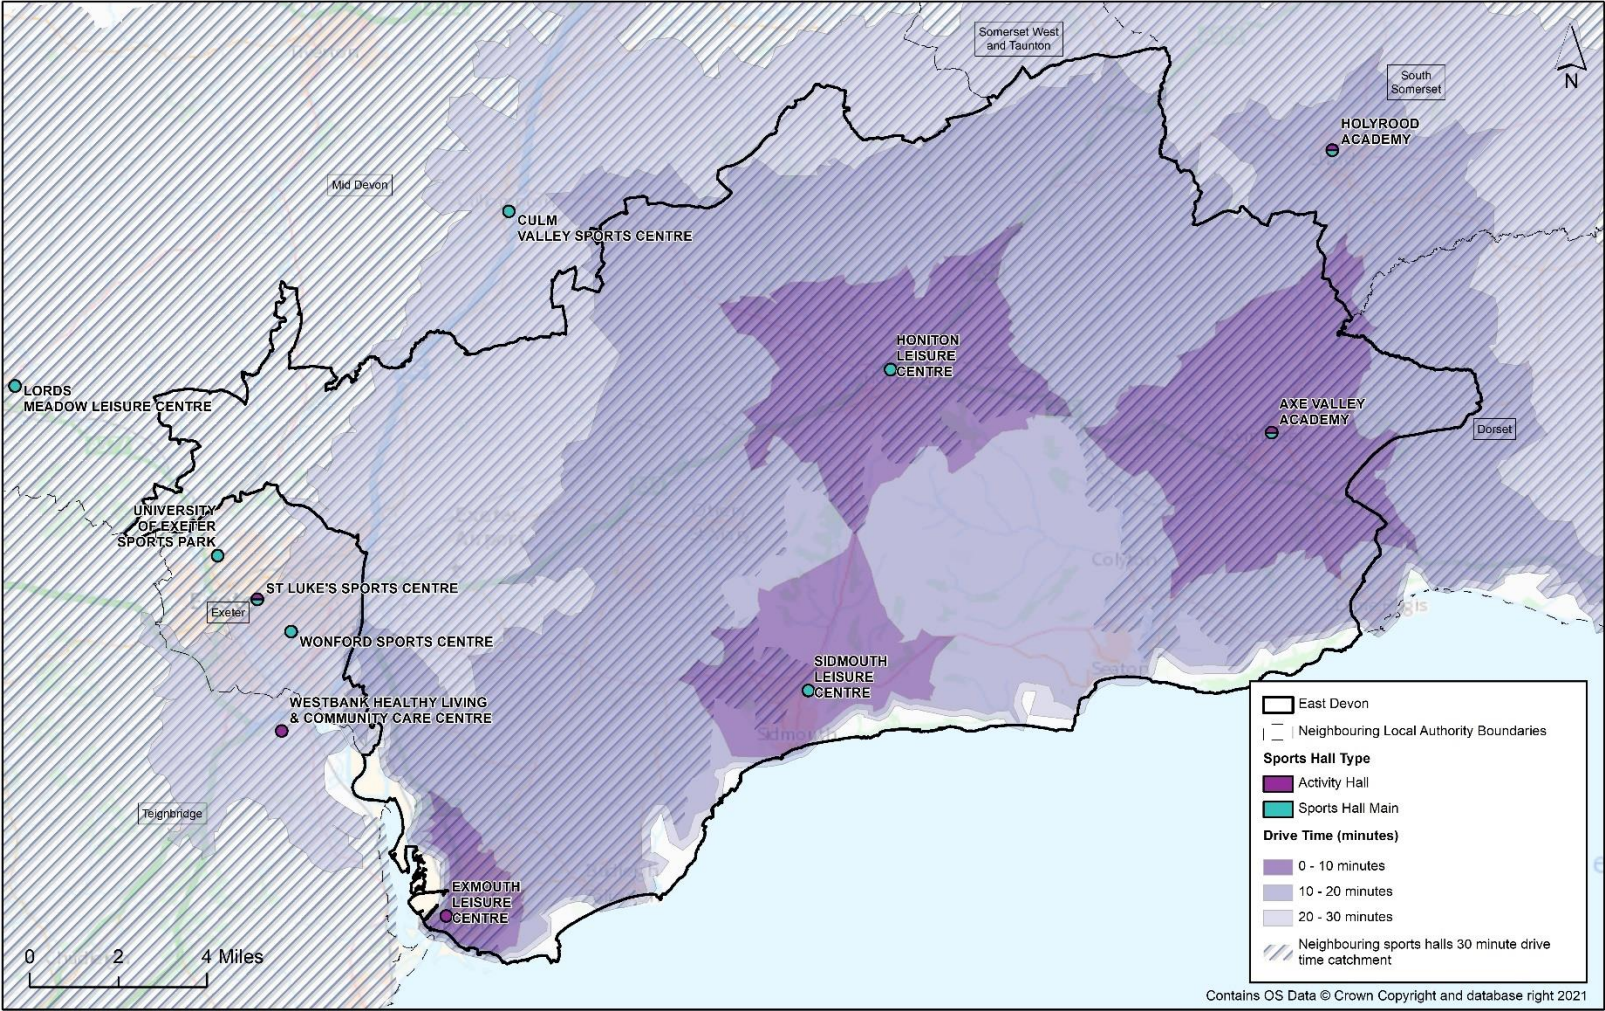 Somerset West
and Taunton
South
Somerset
N
HOLYROOD
ACADEMY
Mid Devon
CULM
VALLEY SPORTS CENTRE
HONITON
LEISURE
CENTRE
LORDS
MEADOW LEISURE CENTRE
AXE VALLEY
ACADEMY
Dorset
UNIVERSITY
OF EXETER
SPORTS PARK
Colyton
ST LUKE'S SPORTS CENTRE
Exeter
WONFORD SPORTS CENTRE
SIDMOUTH
LEISURE
CENTRE
Seaton
WESTBANK HEALTHY LIVING
& COMMUNITY CARE CENTRE
Sidmouth
Teignbridge
EXMOUTH
LEISURE
CENTRE
0 2 4 Miles
East Devon
Neighbouring Local Authority Boundaries
Sports Hall Type
Activity Hall
Sports Hall Main
Drive Time (minutes)
0 - 10 minutes
10 - 20 minutes
20 - 30 minutes
Neighbouring sports halls 30 minute drive
time catchment
Contains OS Data © Crown Copyright and database right 2021